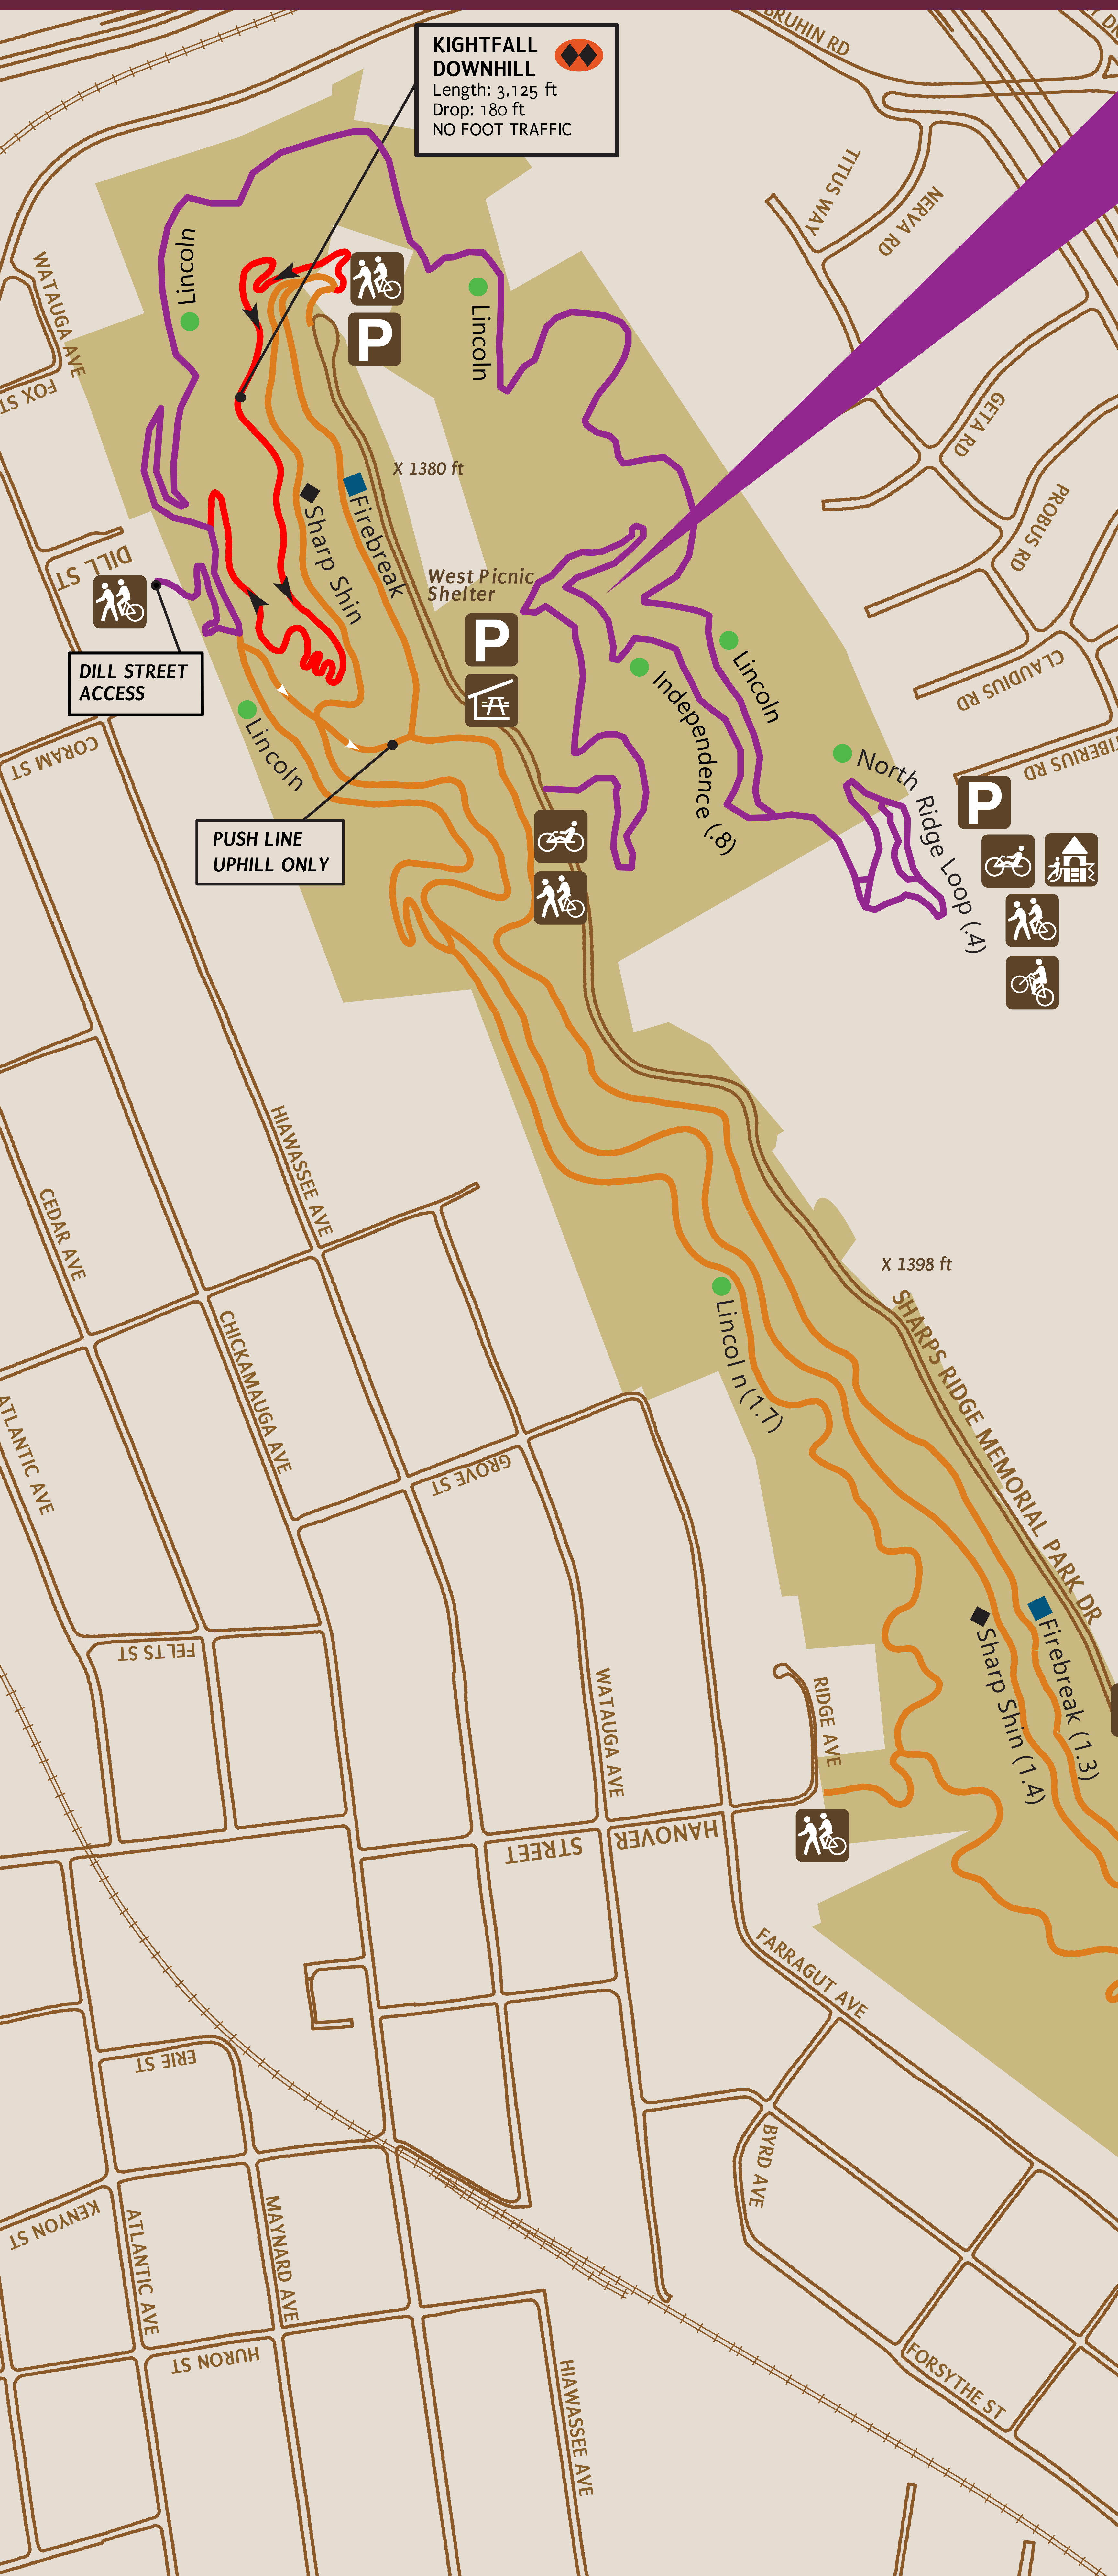 KIGHTFALL
DOWNHILL
Length: 3,125 ft
Drop: 180 ft
NO FOOT TRAFFIC
BRUHIN RD
TITUS WAY
NERVA RD
WATAUGA AVE
FOX ST
Lincoln
Lincoln
P
GETA RD
X 1380 ft
Sharp Shin
Firebreak
PROBUS RD
DILL ST
West Picnic
Shelter
P
DILL STREET
ACCESS
CLAUDIUS RD
TIBERIUS RD
Lincoln
Independence (.8)
Lincoln
North Ridge Loop (.4)
P
CORAM ST
PUSH LINE
UPHILL ONLY
HIAWASSEE AVE
CEDAR AVE
X 1398 ft
SHARPS RIDGE MEMORIAL PARK DR
Lincol n (1.7)
CHICKAMAUGA AVE
ATLANTIC AVE
GROVE ST
Sharp Shin (1.4)
Firebreak (1.3)
FELTS ST
WATAUGA AVE
RIDGE AVE
HANOVER
STREET
FARRAGUT AVE
ERIE ST
BYRD AVE
KENYON ST
ATLANTIC AVE
MAYNARD AVE
HURON ST
HIAWASSEE AVE
FORSYTHE ST